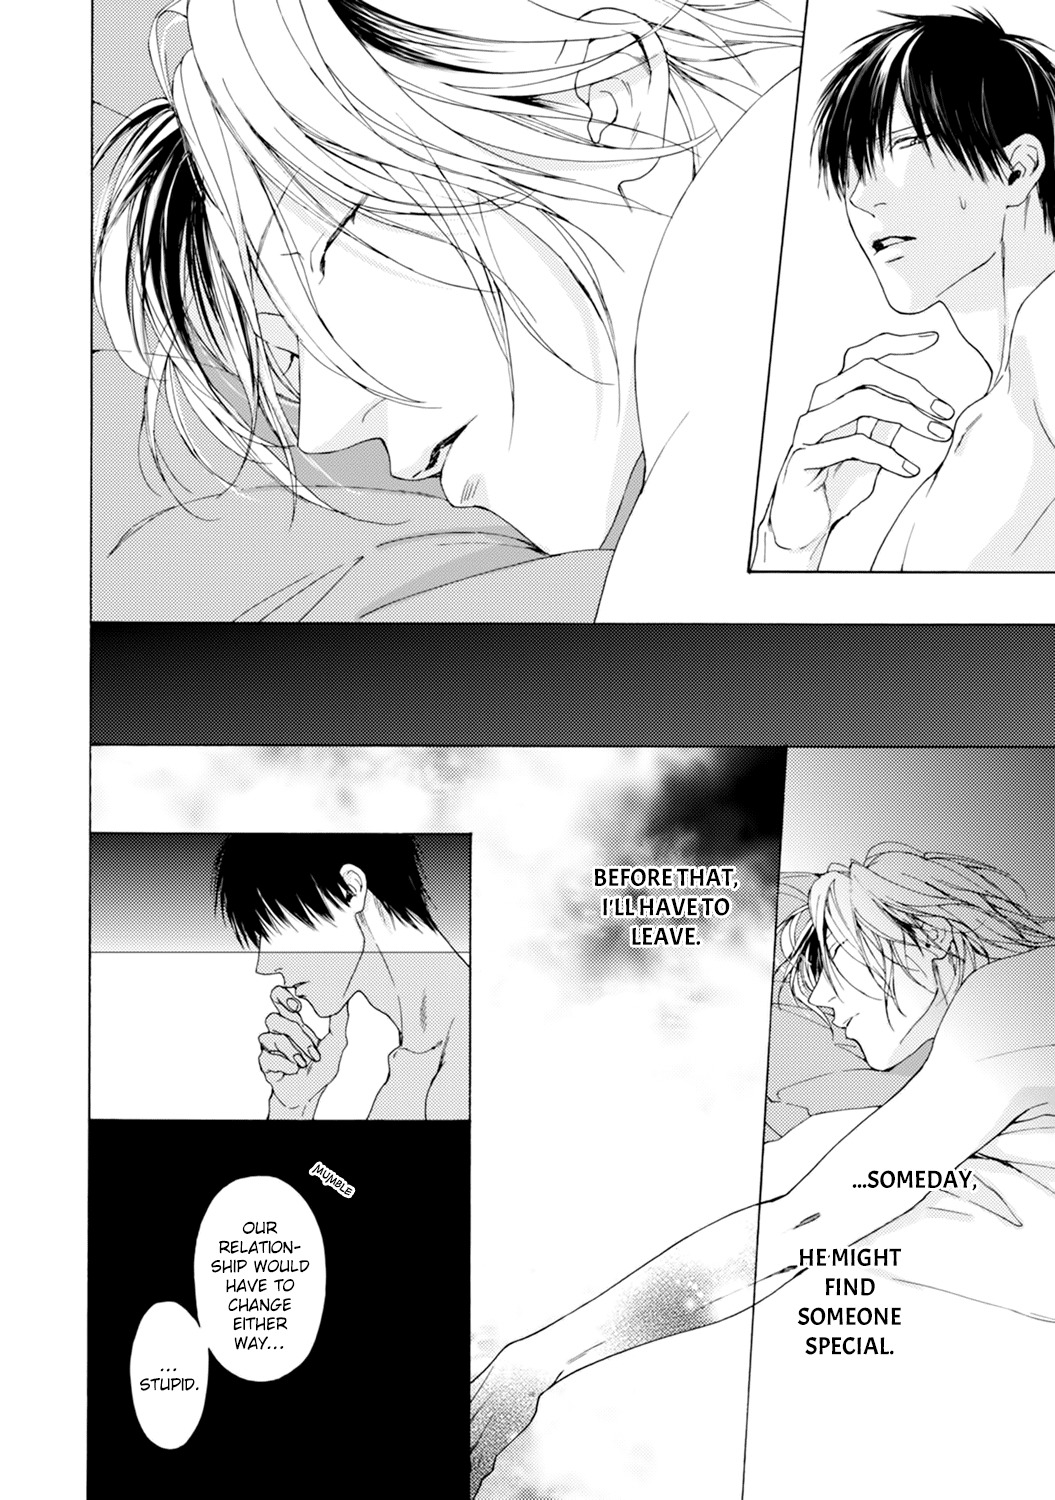 ...SOMEDAY,
HE MIGHT
FIND
SOMEONE
SPECIAL.
BEFORE THAT,
I'LL HAVE TO
LEAVE.
MUMBLE
OUR
RELATION-
SHIP WOULD
HAVE TO
CHANGE
EITHER
WAY...
...
STUPID.